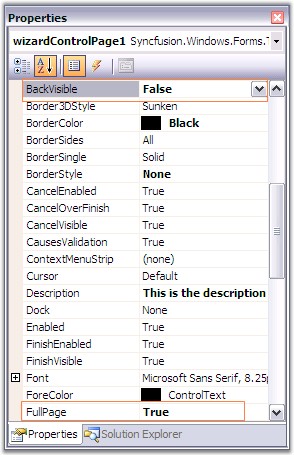 Properties
wizardControlPage1 Syncfusion.Windows.Forms.
BackVisible False
Border3DStyle Sunken
BorderColor Black
BorderSides All
BorderSingle Solid
BorderStyle None
CancelEnabled True
CancelOverFinish True
CancelVisible True
CausesValidation True
ContextMenuStrip (none)
Cursor Default
Description This is the description
Dock None
Enabled True
FinishEnabled True
FinishVisible True
Font Microsoft Sans Serif, 8.25p
ForeColor ControlText
FullPage True
Properties Solution Explorer